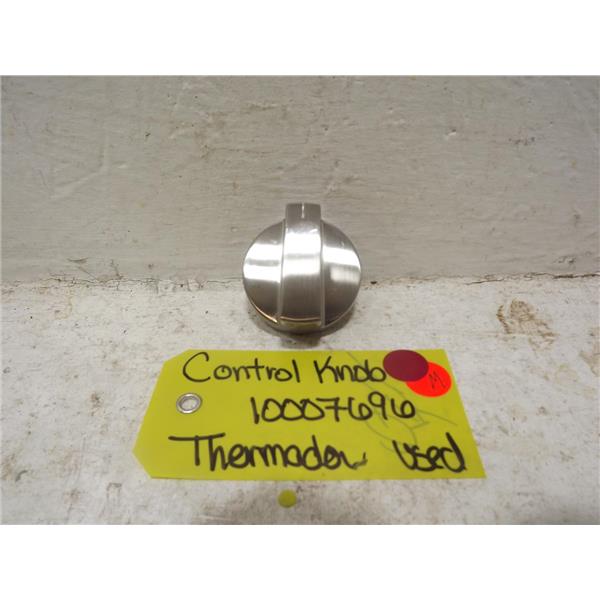 Control Knob
M
10007696
Thermador used